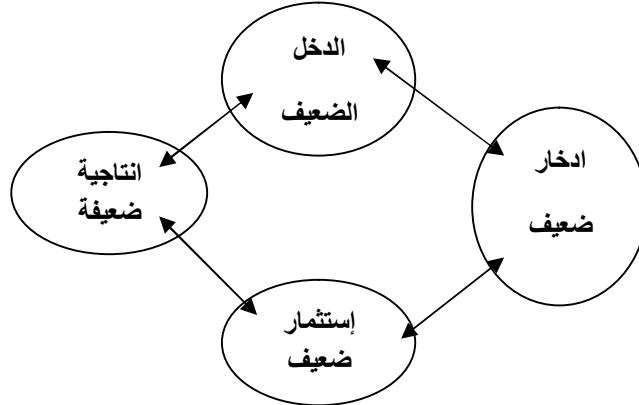 الدخل
الضعيف
ادخار
ضعيف
انتاجية
ضعيفة
إستثمار
ضعيف